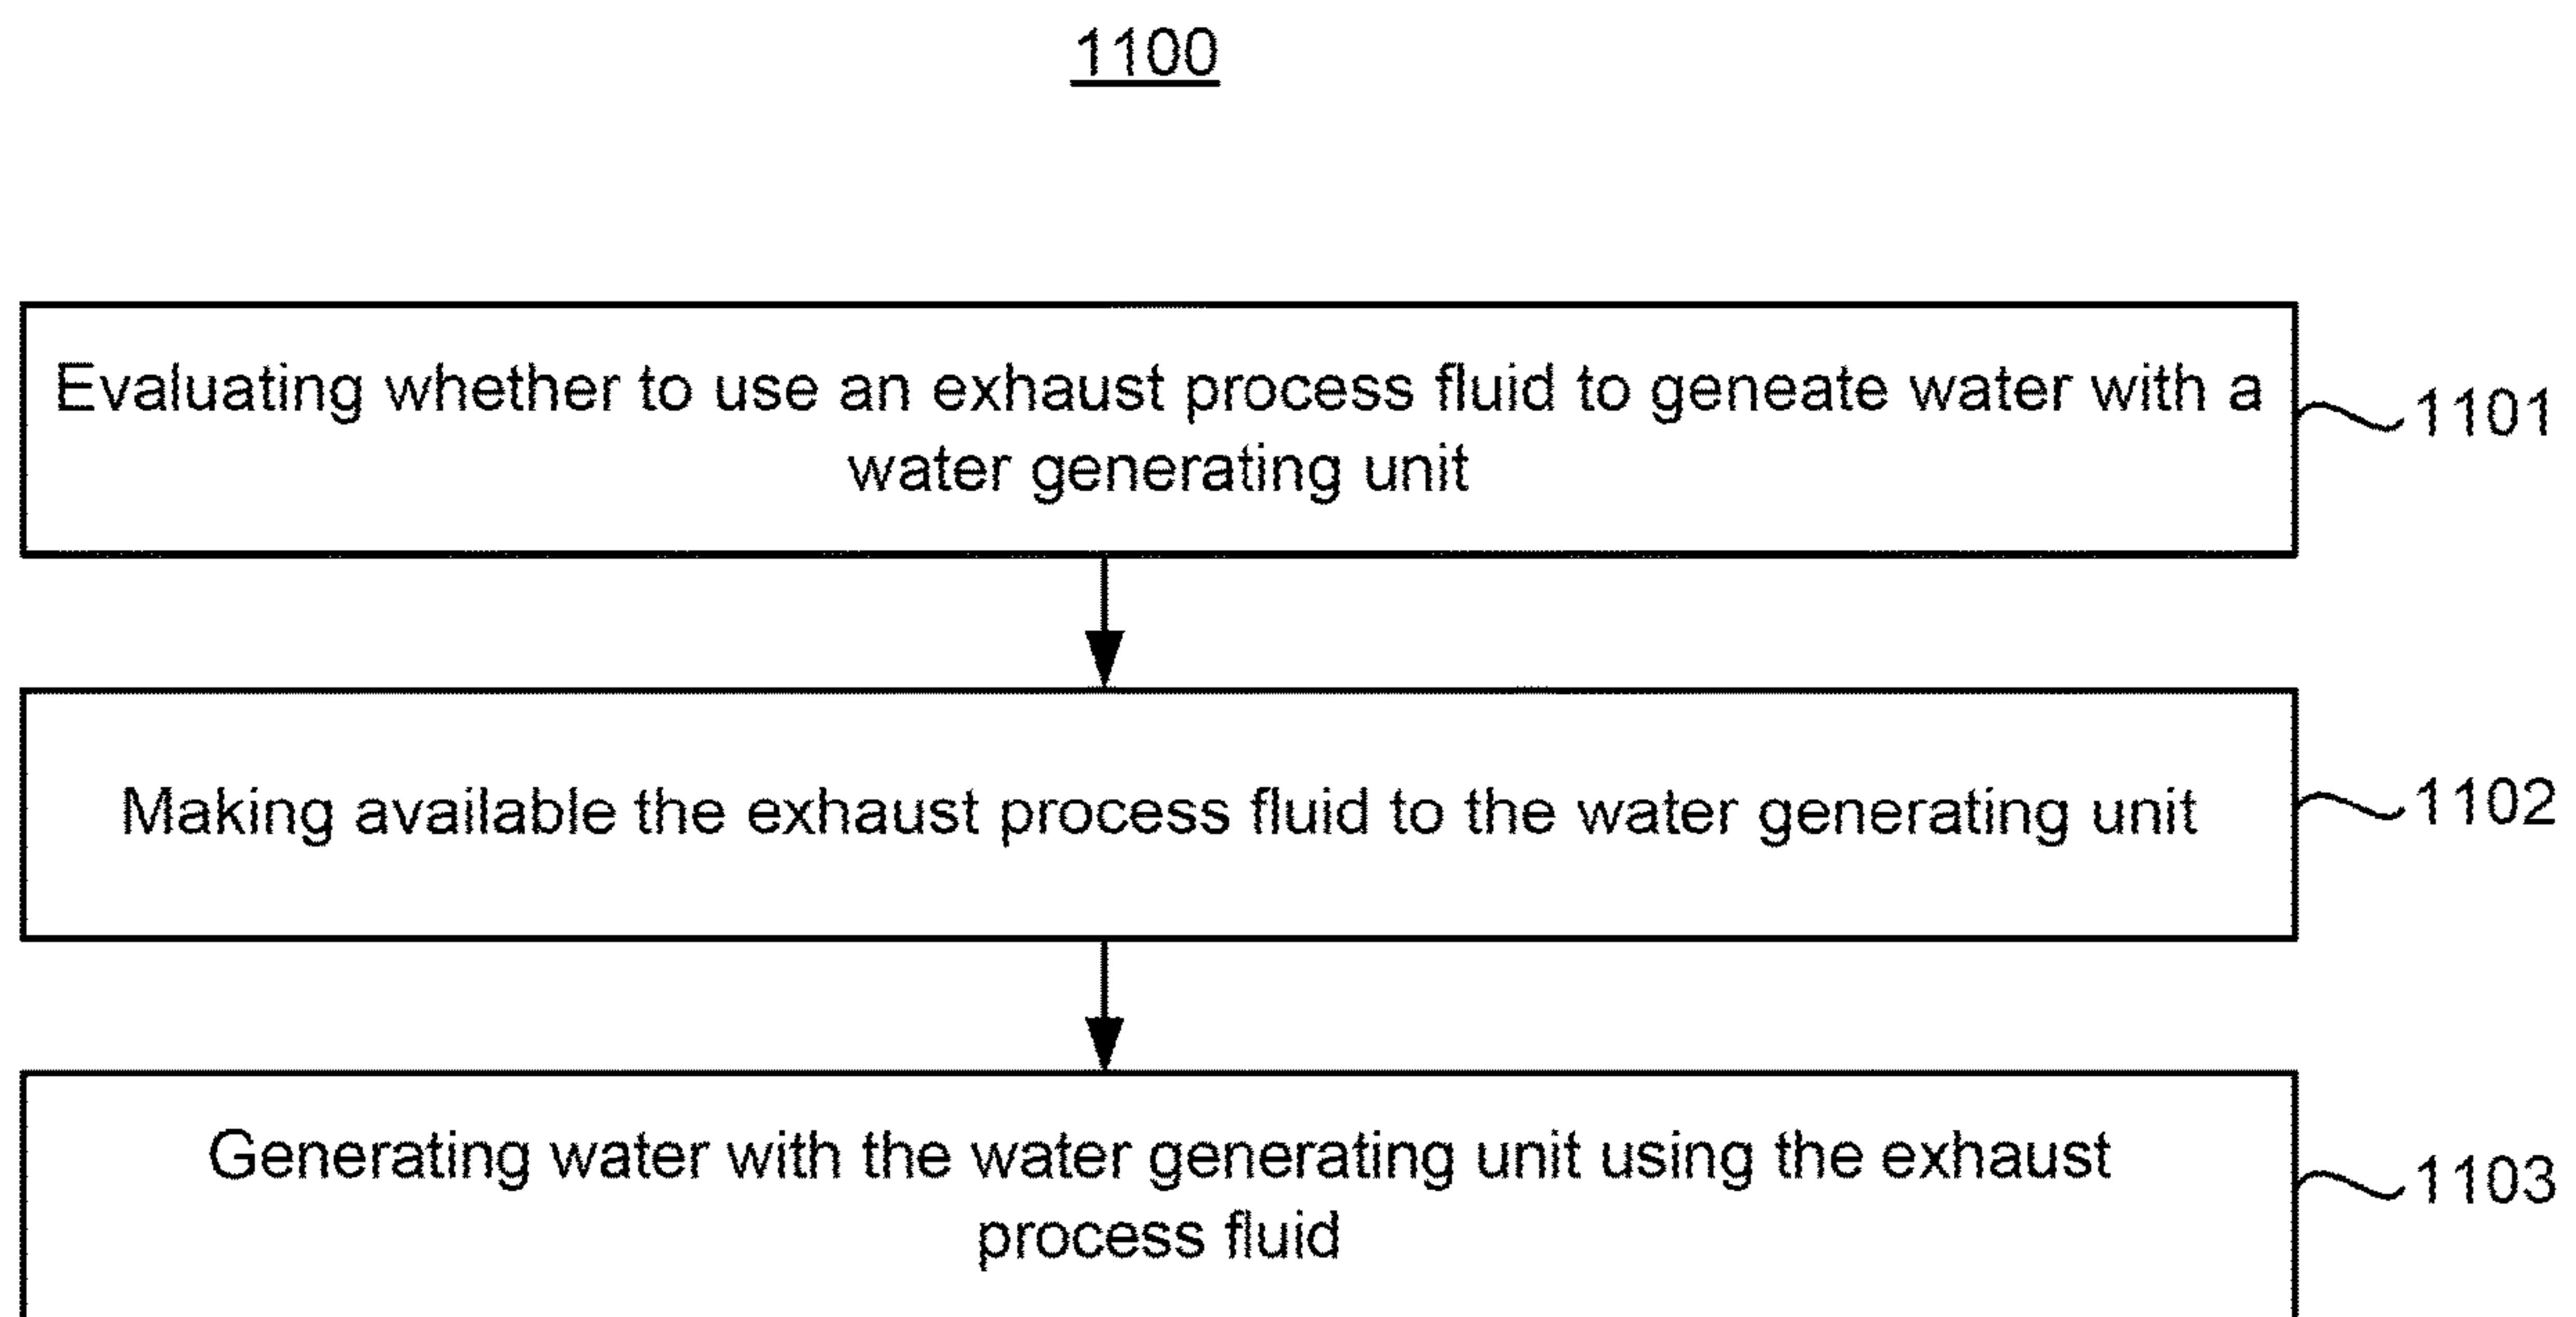 1100
Evaluating whether to use an exhaust process fluid to geneate water with a
water generating unit
1101
Making available the exhaust process fluid to the water generating unit
1102
Generating water with the water generating unit using the exhaust
process fluid
1103